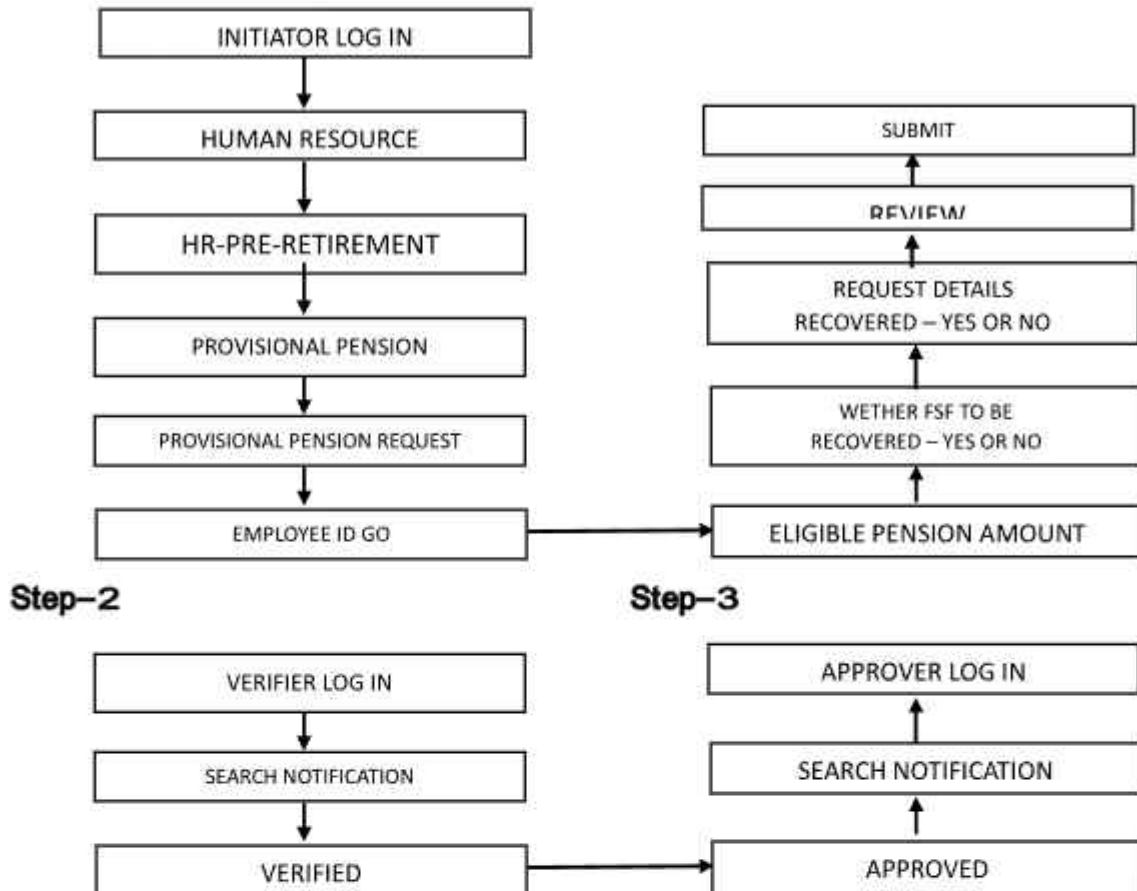 INITIATOR LOG IN
HUMAN RESOURCE
HR-PRE-RETIREMENT
PROVISIONAL PENSION
PROVISIONAL PENSION REQUEST
EMPLOYEE ID GO
SUBMIT
REVIEW
REQUEST DETAILS
RECOVERED – YES OR NO
WETHER FSF TO BE
RECOVERED – YES OR NO
ELIGIBLE PENSION AMOUNT
Step-2
VERIFIER LOG IN
SEARCH NOTIFICATION
VERIFIED
Step-3
APPROVER LOG IN
SEARCH NOTIFICATION
APPROVED